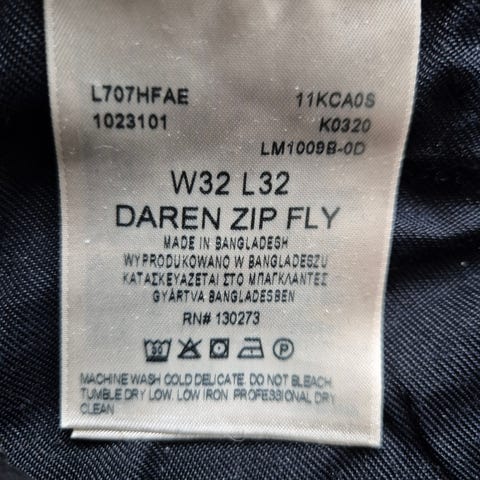 L707HFAE 11KCA0S
1023101 K0320
LM1009B-0D
W32 L32
DAREN ZIP FLY
MADE IN BANGLADESH
WYPRODUKOWANO W BANGLADESZU
ΚΑΤΑΣΚΕΥΑΖΕΤΑΙ ΣΤΟ ΜΠΑΓΚΛΑΝΤΕΣ
GYÁRTVA BANGLADESBEN
RN# 130273
30 P
MACHINE WASH COLD DELICATE. DO NOT BLEACH.
TUMBLE DRY LOW. LOW IRON. PROFESSIONAL DRY
CLEAN